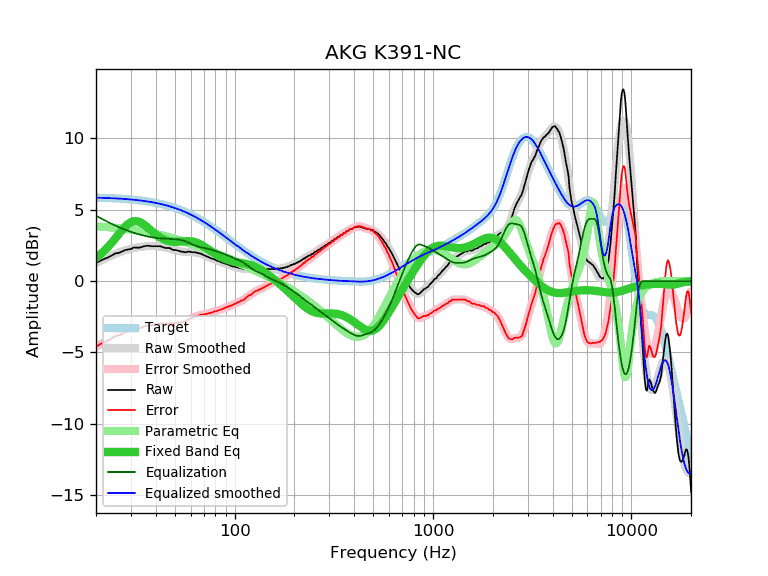 AKG K391-NC
Amplitude (dBr)
10
5
0
−5
−10
−15
Target
Raw Smoothed
Error Smoothed
Raw
Error
Parametric Eq
Fixed Band Eq
Equalization
Equalized smoothed
100
1000
10000
Frequency (Hz)